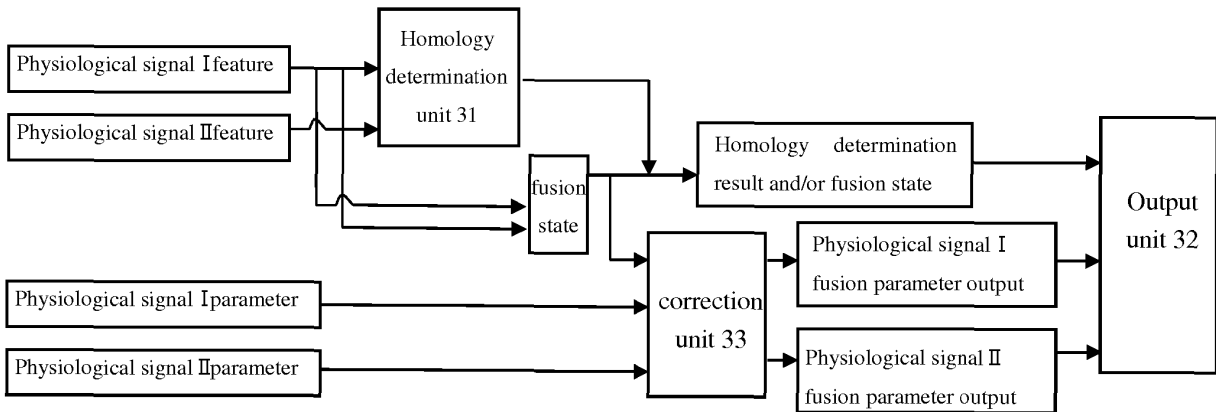 Physiological signal Ⅰfeature
Physiological signal Ⅱfeature
Homology
determination
unit 31
fusion
state
Homology determination
result and/or fusion state
Physiological signal Ⅰparameter
Physiological signal Ⅱparameter
correction
unit 33
Physiological signal Ⅰ
fusion parameter output
Physiological signal Ⅱ
fusion parameter output
Output
unit 32